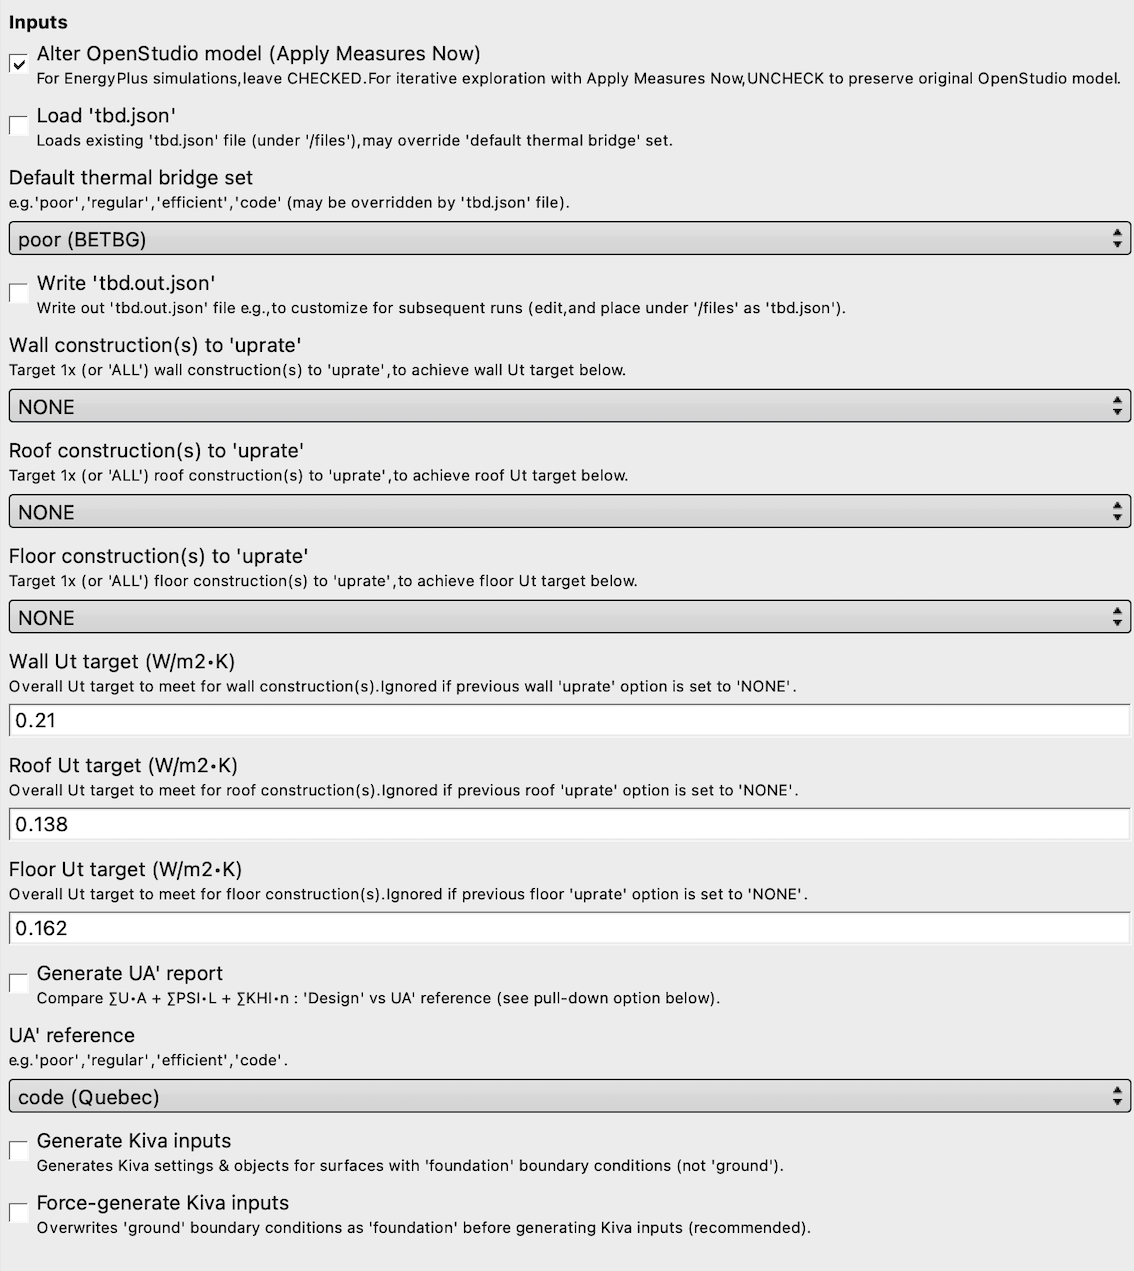 Inputs
Alter OpenStudio model (Apply Measures Now)
For EnergyPlus simulations,leave CHECKED.For iterative exploration with Apply Measures Now,UNCHECK to preserve original OpenStudio model.
Load 'tbd.json'
Loads existing 'tbd.json' file (under '/files'),may override 'default thermal bridge' set.
Default thermal bridge set
e.g.'poor','regular','efficient','code' (may be overridden by 'tbd.json' file).
poor (BETBG)
Write 'tbd.out.json'
Write out 'tbd.out.json' file e.g.,to customize for subsequent runs (edit,and place under '/files' as 'tbd.json').
Wall construction(s) to 'uprate'
Target 1x (or 'ALL') wall construction(s) to 'uprate',to achieve wall Ut target below.
NONE
Roof construction(s) to 'uprate'
Target 1x (or 'ALL') roof construction(s) to 'uprate',to achieve roof Ut target below.
NONE
Floor construction(s) to 'uprate'
Target 1x (or 'ALL') floor construction(s) to 'uprate',to achieve floor Ut target below.
NONE
Wall Ut target (W/m2•K)
Overall Ut target to meet for wall construction(s).Ignored if previous wall 'uprate' option is set to 'NONE'.
0.21
Roof Ut target (W/m2•K)
Overall Ut target to meet for roof construction(s).Ignored if previous roof 'uprate' option is set to 'NONE'.
0.138
Floor Ut target (W/m2•K)
Overall Ut target to meet for floor construction(s).Ignored if previous floor 'uprate' option is set to 'NONE'.
0.162
Generate UA' report
Compare ∑U•A + ∑PSI•L + ∑KHI•n : 'Design' vs UA' reference (see pull-down option below).
UA' reference
e.g.'poor','regular','efficient','code'.
code (Quebec)
Generate Kiva inputs
Generates Kiva settings & objects for surfaces with 'foundation' boundary conditions (not 'ground').
Force-generate Kiva inputs
Overwrites 'ground' boundary conditions as 'foundation' before generating Kiva inputs (recommended).